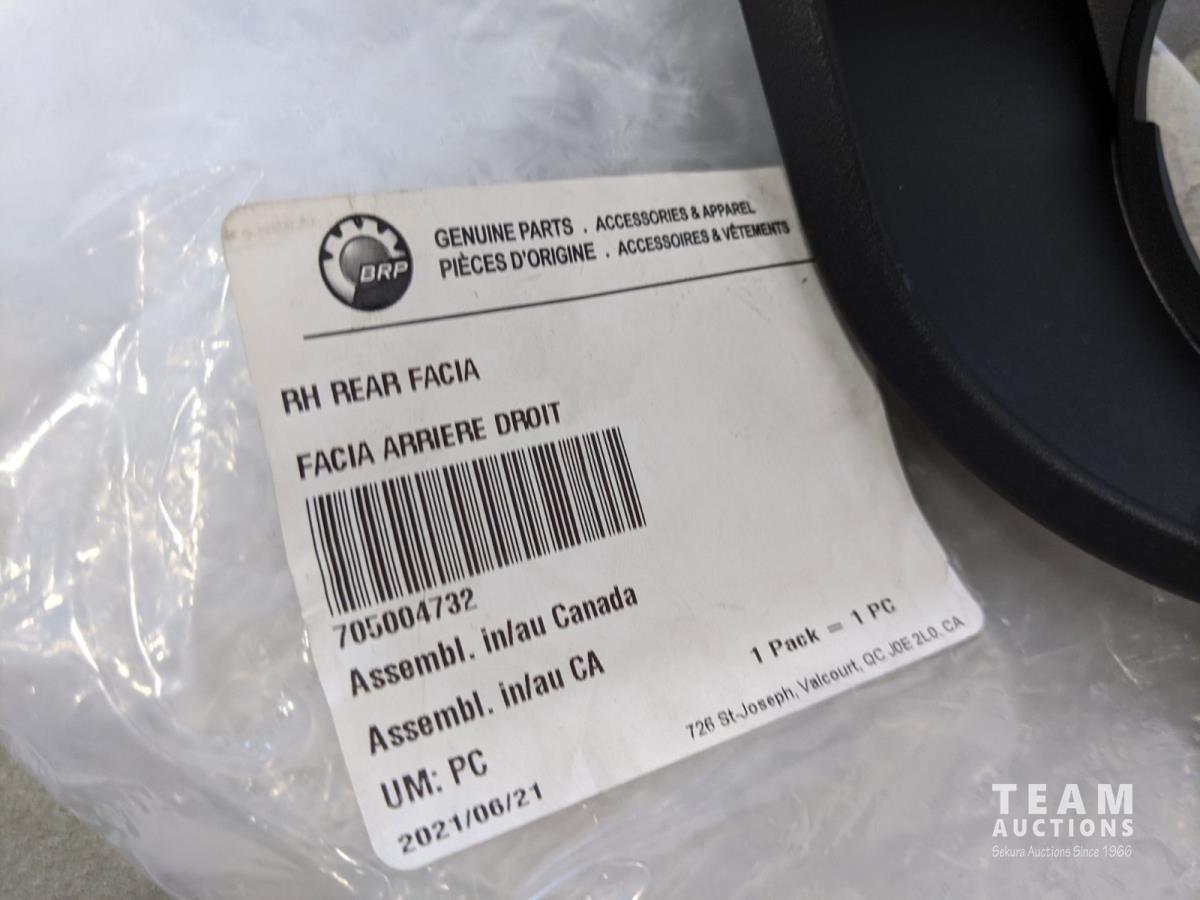 BRP
GENUINE PARTS . ACCESSORIES & APPAREL
PIÈCES D'ORIGINE . ACCESSOIRES & VÊTEMENTS
RH REAR FACIA
FACIA ARRIERE DROIT
705004732
Assembl. in/au Canada
Assembl. in/au CA
UM: PC
2021/06/21
1 Pack = 1 PC
726 St-Joseph, Valcourt, QC J0E 2L0, CA
TEAM
AUCTIONS
Sekura Auctions Since 1966